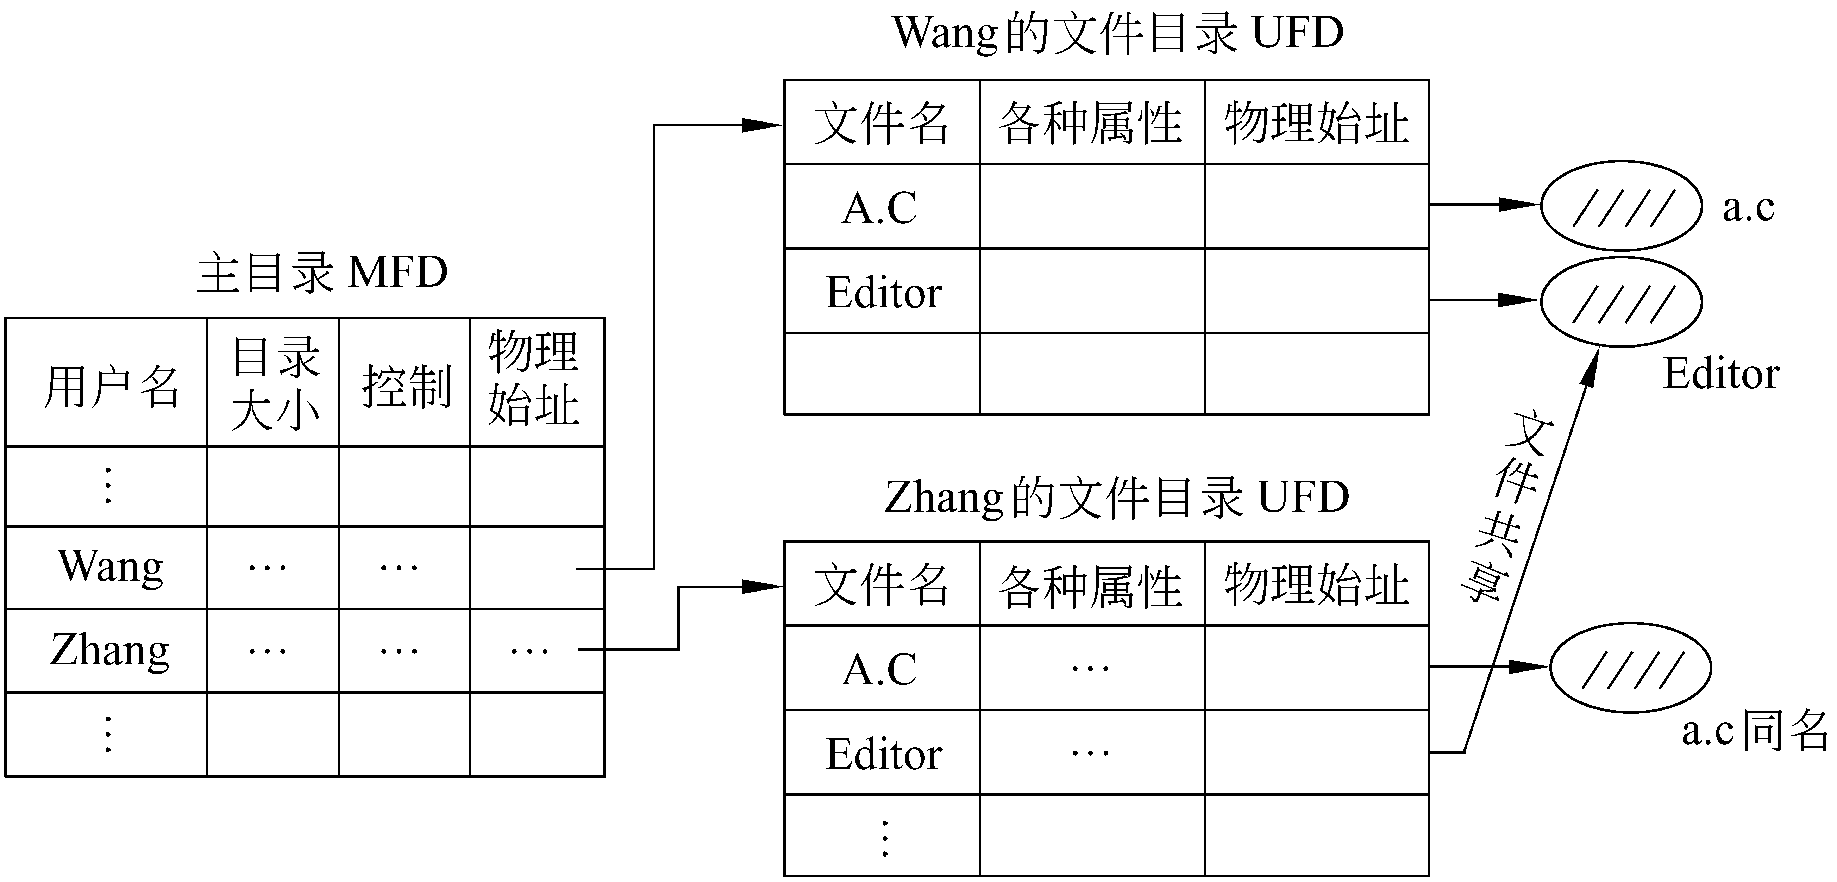 Wang的文件目录 UFD
文件名 各种属性 物理始址
A.C
Editor
a.c
Editor
主目录 MFD
用户名 目录大小 控制 物理始址
⋮
Wang … …
Zhang … … …
⋮
Zhang的文件目录 UFD
文件名 各种属性 物理始址
A.C …
Editor …
⋮
文件共享
a.c同名